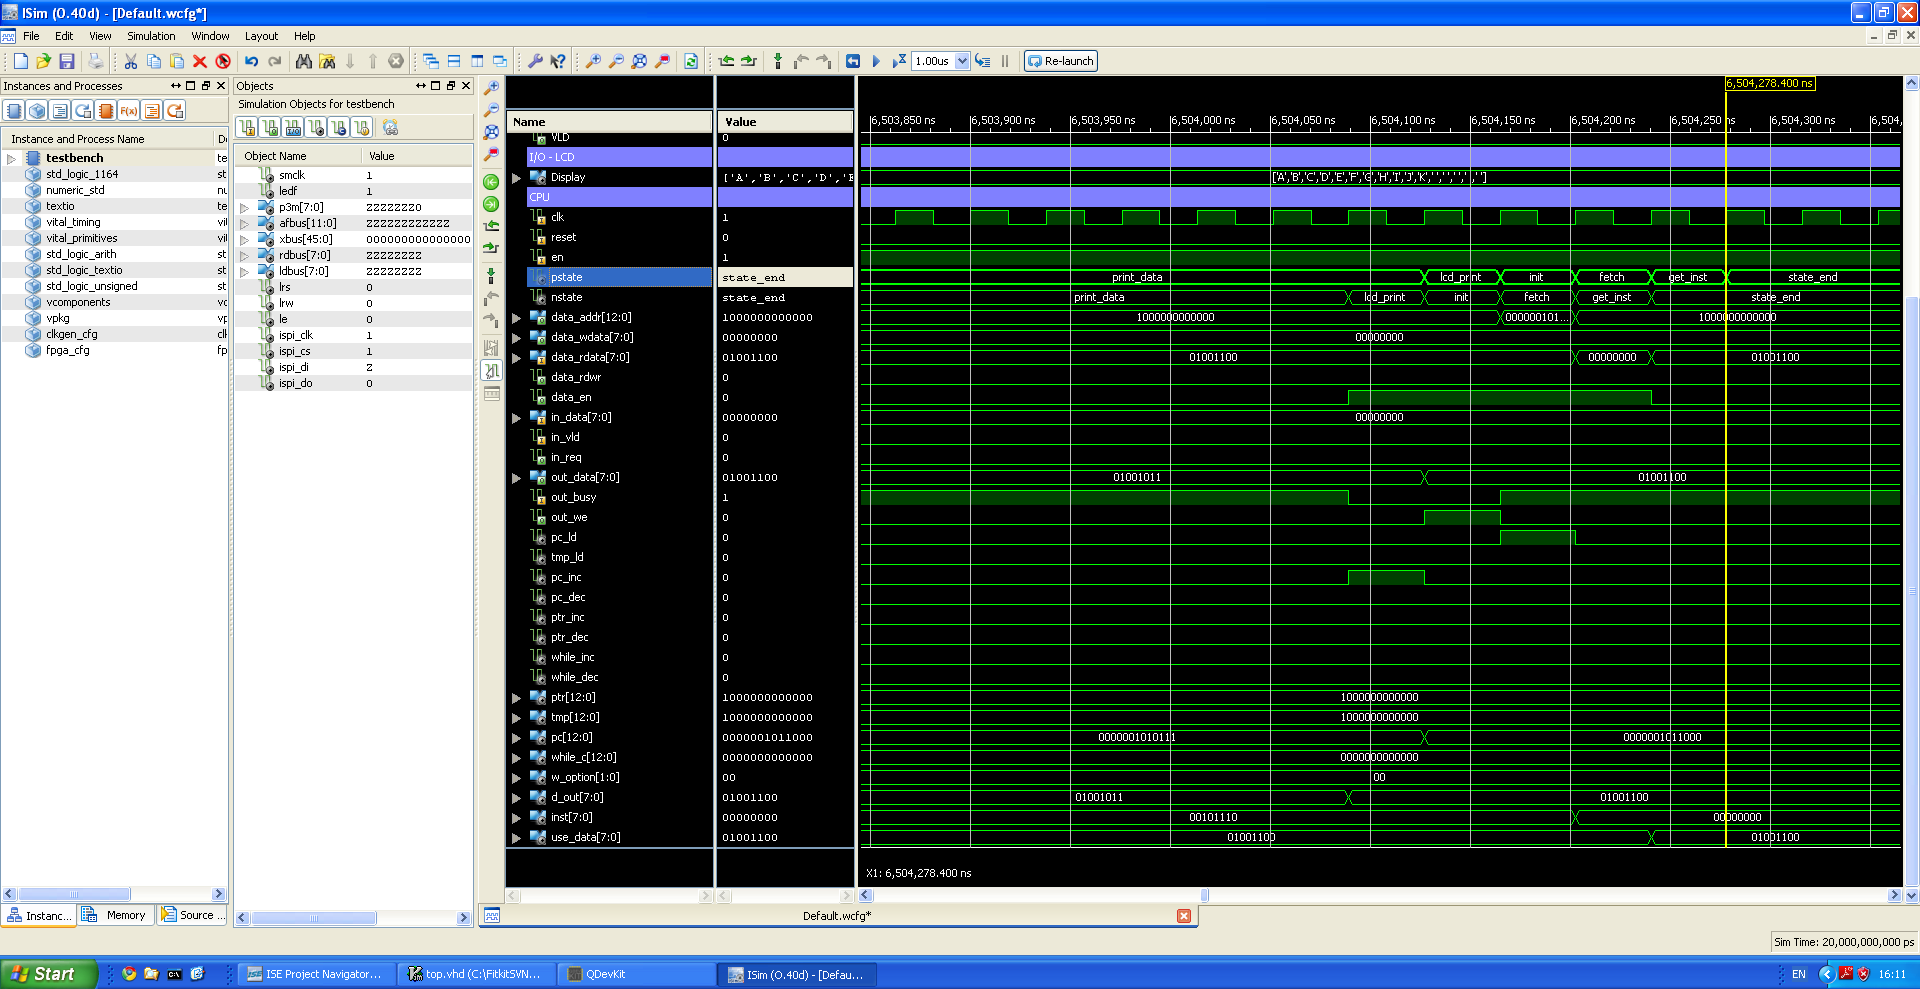 ISim (O.40d) - [Default.wcfg*]
File Edit View Simulation Window Layout Help
1.00us Re-launch
Instances and Processes
Instance and Process Name
testbench te
std_logic_1164 st
numeric_std nu
textio te
vital_timing vit
vital_primitives vit
std_logic_arith st
std_logic_textio st
std_logic_unsigned st
vcomponents vc
vpkg vp
clkgen_cfg clk
fpga_cfg fp
Instanc... Memory Source ...
Objects
Simulation Objects for testbench
Object Name Value
smclk 1
ledf 1
p3m[7:0] ZZZZZZZ0
afbus[11:0] ZZZZZZZZZZZZ
xbus[45:0] 000000000000000
rdbus[7:0] ZZZZZZZZ
ldbus[7:0] ZZZZZZZZ
lrs 0
lrw 0
le 0
ispi_clk 1
ispi_cs 1
ispi_di Z
ispi_do 0
6,504,278.400 ns
Name Value 6,503,850 ns 6,503,900 ns 6,503,950 ns 6,504,000 ns 6,504,050 ns 6,504,100 ns 6,504,150 ns 6,504,200 ns 6,504,250 ns 6,504,300 ns 6,504,
VLD 0
I/O - LCD
Display ['A','B','C','D','E ['A','B','C','D','E','F','G','H','I','J','K',' ',' ',' ',' ',' ']
CPU
clk 1
reset 0
en 1
pstate state_end print_data lcd_print init fetch get_inst state_end
nstate state_end print_data lcd_print init fetch get_inst state_end
data_addr[12:0] 1000000000000 1000000000000 000000101... 1000000000000
data_wdata[7:0] 00000000 00000000
data_rdata[7:0] 01001100 01001100 00000000 01001100
data_rdwr 0
data_en 0
in_data[7:0] 00000000 00000000
in_vld 0
in_req 0
out_data[7:0] 01001100 01001011 01001100
out_busy 1
out_we 0
pc_ld 0
tmp_ld 0
pc_inc 0
pc_dec 0
ptr_inc 0
ptr_dec 0
while_inc 0
while_dec 0
ptr[12:0] 1000000000000 1000000000000
tmp[12:0] 1000000000000 1000000000000
pc[12:0] 0000001011000 0000001010111 0000001011000
while_c[12:0] 0000000000000 0000000000000
w_option[1:0] 00 00
d_out[7:0] 01001100 01001011 01001100
inst[7:0] 00000000 00101110 00000000
use_data[7:0] 01001100 01001100 01001100
X1: 6,504,278.400 ns
Default.wcfg*
Sim Time: 20,000,000,000 ps
Start ISE Project Navigator... top.vhd (C:\FitkitSVN... QDevKit ISim (O.40d) - [Defau... EN 16:11